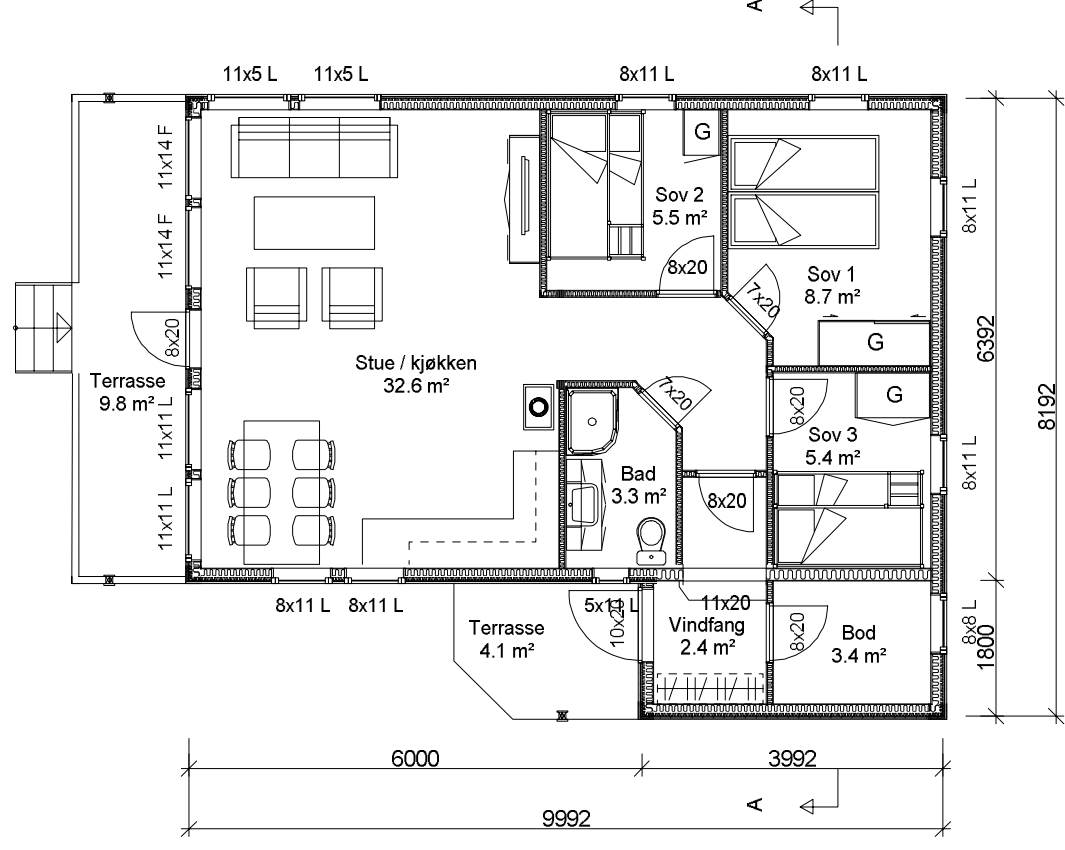 A
11x5 L
11x5 L
8x11 L
8x11 L
11x14 F
11x14 F
8x20
11x11 L
11x11 L
G
Sov 2
5.5 m²
8x20
Sov 1
8.7 m²
7x20
G
8x11 L
6392
8192
Stue / kjøkken
32.6 m²
Terrasse
9.8 m²
7x20
8x20
G
Sov 3
5.4 m²
8x11 L
Bad
3.3 m²
8x20
8x11 L
8x11 L
5x11 L
10x20
11x20
Terrasse
4.1 m²
Vindfang
2.4 m²
8x20
Bod
3.4 m²
8x8 L
1800
6000
3992
A
9992